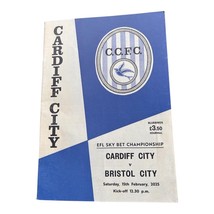 CARDIFF CITY
C.C.F.C.
£3.50
EFL SKY BET CHAMPIONSHIP
CARDIFF CITY
v
BRISTOL CITY
Saturday, 15th February, 2025
Kick-off 12.30 p.m.